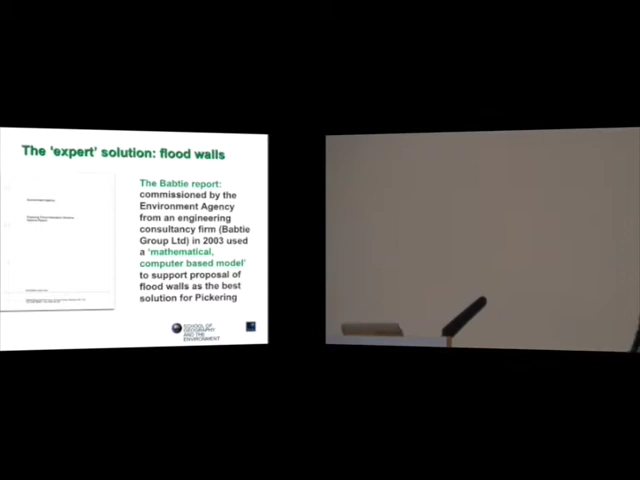 The 'expert' solution: flood walls
The Babtie report:
commissioned by the
Environment Agency
from an engineering
consultancy firm (Babtie
Group Ltd) in 2003 used
a 'mathematical,
computer based model'
to support proposal of
flood walls as the best
solution for Pickering
SCHOOL OF
GEOGRAPHY
AND THE
ENVIRONMENT